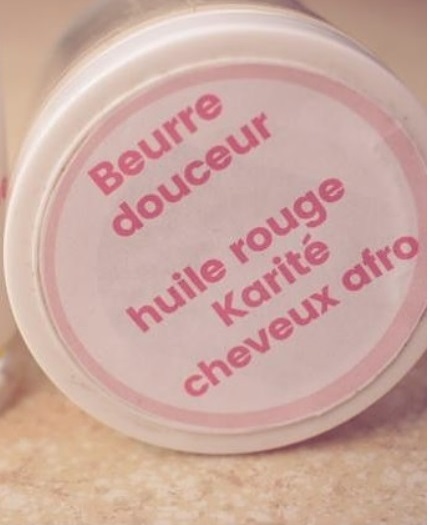 Beurre
douceur
huile rouge
Karité
cheveux afro